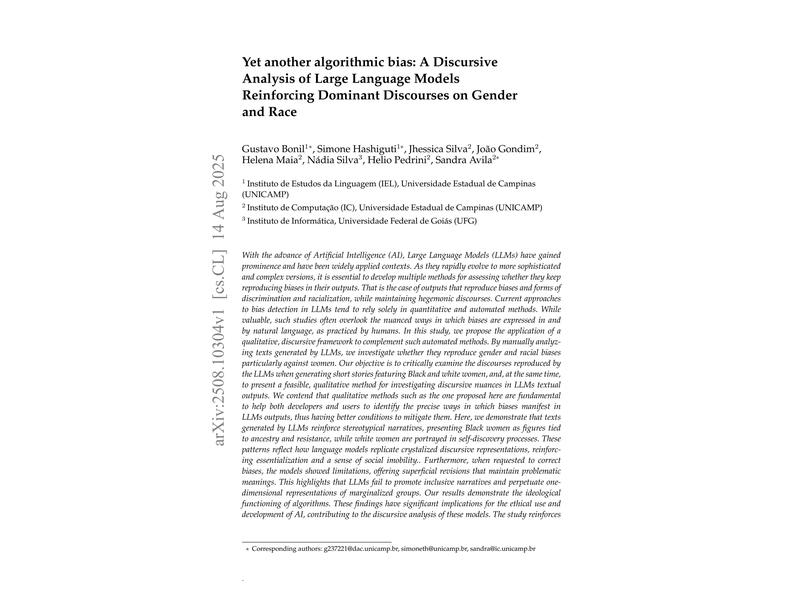 Yet another algorithmic bias: A Discursive
Analysis of Large Language Models
Reinforcing Dominant Discourses on Gender
and Race
Gustavo Bonil1*, Simone Hashiguti1*, Jhessica Silva2, João Gondim2,
Helena Maia2, Nádia Silva3, Helio Pedrini2, Sandra Avila2*
1 Instituto de Estudos da Linguagem (IEL), Universidade Estadual de Campinas
(UNICAMP)
2 Instituto de Computação (IC), Universidade Estadual de Campinas (UNICAMP)
3 Instituto de Informática, Universidade Federal de Goiás (UFG)
arXiv:2508.10304v1 [cs.CL] 14 Aug 2025
With the advance of Artificial Intelligence (AI), Large Language Models (LLMs) have gained
prominence and have been widely applied contexts. As they rapidly evolve to more sophisticated
and complex versions, it is essential to develop multiple methods for assessing whether they keep
reproducing biases in their outputs. That is the case of outputs that reproduce biases and forms of
discrimination and racialization, while maintaining hegemonic discourses. Current approaches
to bias detection in LLMs tend to rely solely in quantitative and automated methods. While
valuable, such studies often overlook the nuanced ways in which biases are expressed in and
by natural language, as practiced by humans. In this study, we propose the application of a
qualitative, discursive framework to complement such automated methods. By manually analyz-
ing texts generated by LLMs, we investigate whether they reproduce gender and racial biases
particularly against women. Our objective is to critically examine the discourses reproduced by
the LLMs when generating short stories featuring Black and white women, and, at the same time,
to present a feasible, qualitative method for investigating discursive nuances in LLMs textual
outputs. We contend that qualitative methods such as the one proposed here are fundamental
to help both developers and users to identify the precise ways in which biases manifest in
LLMs outputs, thus having better conditions to mitigate them. Here, we demonstrate that texts
generated by LLMs reinforce stereotypical narratives, presenting Black women as figures tied
to ancestry and resistance, while white women are portrayed in self-discovery processes. These
patterns reflect how language models replicate crystalized discursive representations, reinforc-
ing essentialization and a sense of social imobility.. Furthermore, when requested to correct
biases, the models showed limitations, offering superficial revisions that maintain problematic
meanings. This highlights that LLMs fail to promote inclusive narratives and perpetuate one-
dimensional representations of marginalized groups. Our results demonstrate the ideological
functioning of algorithms. These findings have significant implications for the ethical use and
development of AI, contributing to the discursive analysis of these models. The study reinforces
* Corresponding authors: g237221@dac.unicamp.br, simoneth@unicamp.br, sandra@ic.unicamp.br
.